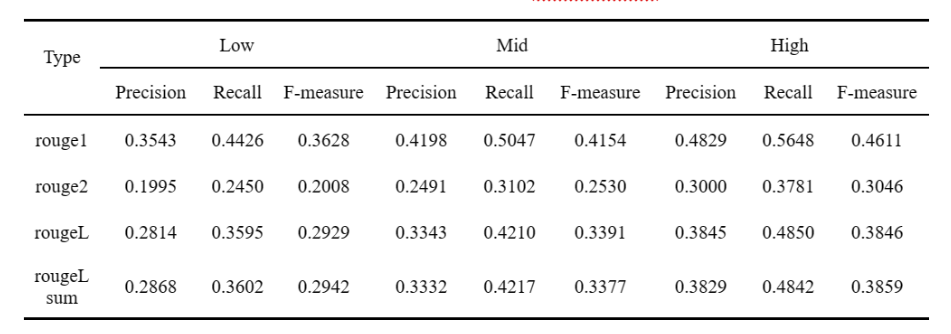 Type Low Mid High
Precision Recall F-measure Precision Recall F-measure Precision Recall F-measure
rouge1 0.3543 0.4426 0.3628 0.4198 0.5047 0.4154 0.4829 0.5648 0.4611
rouge2 0.1995 0.2450 0.2008 0.2491 0.3102 0.2530 0.3000 0.3781 0.3046
rougeL 0.2814 0.3595 0.2929 0.3343 0.4210 0.3391 0.3845 0.4850 0.3846
rougeL
sum 0.2868 0.3602 0.2942 0.3332 0.4217 0.3377 0.3829 0.4842 0.3859